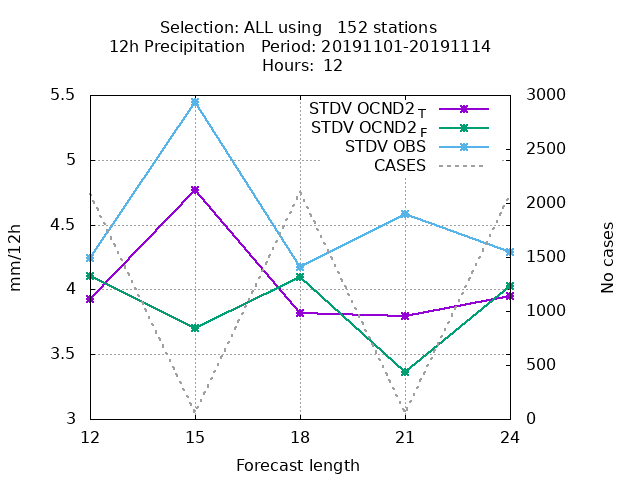 Selection: ALL using   152 stations
12h Precipitation   Period: 20191101-20191114
Hours:  12
5.5
5
4.5
4
3.5
3
3000
2500
2000
1500
1000
500
0
STDV OCND2 T
STDV OCND2 F
STDV OBS
CASES
mm/12h
No cases
12
15
18
21
24
Forecast length